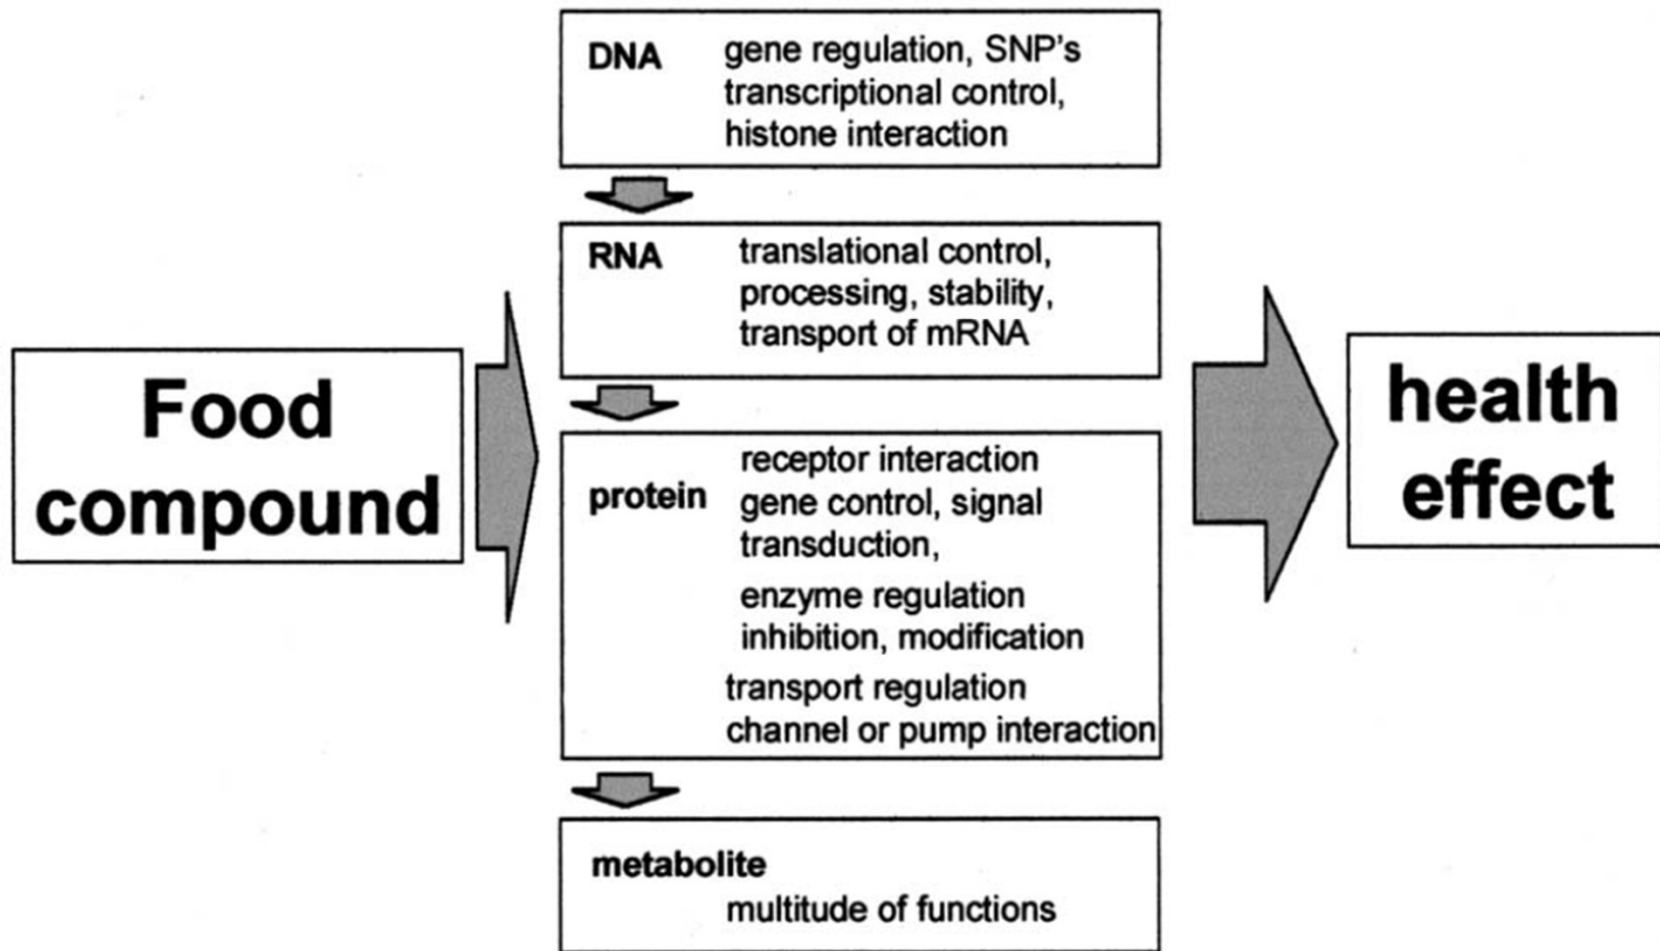 Food
compound
DNA gene regulation, SNP's
transcriptional control,
histone interaction
RNA translational control,
processing, stability,
transport of mRNA
receptor interaction
protein gene control, signal
transduction,
enzyme regulation
inhibition, modification
transport regulation
channel or pump interaction
metabolite
multitude of functions
health
effect